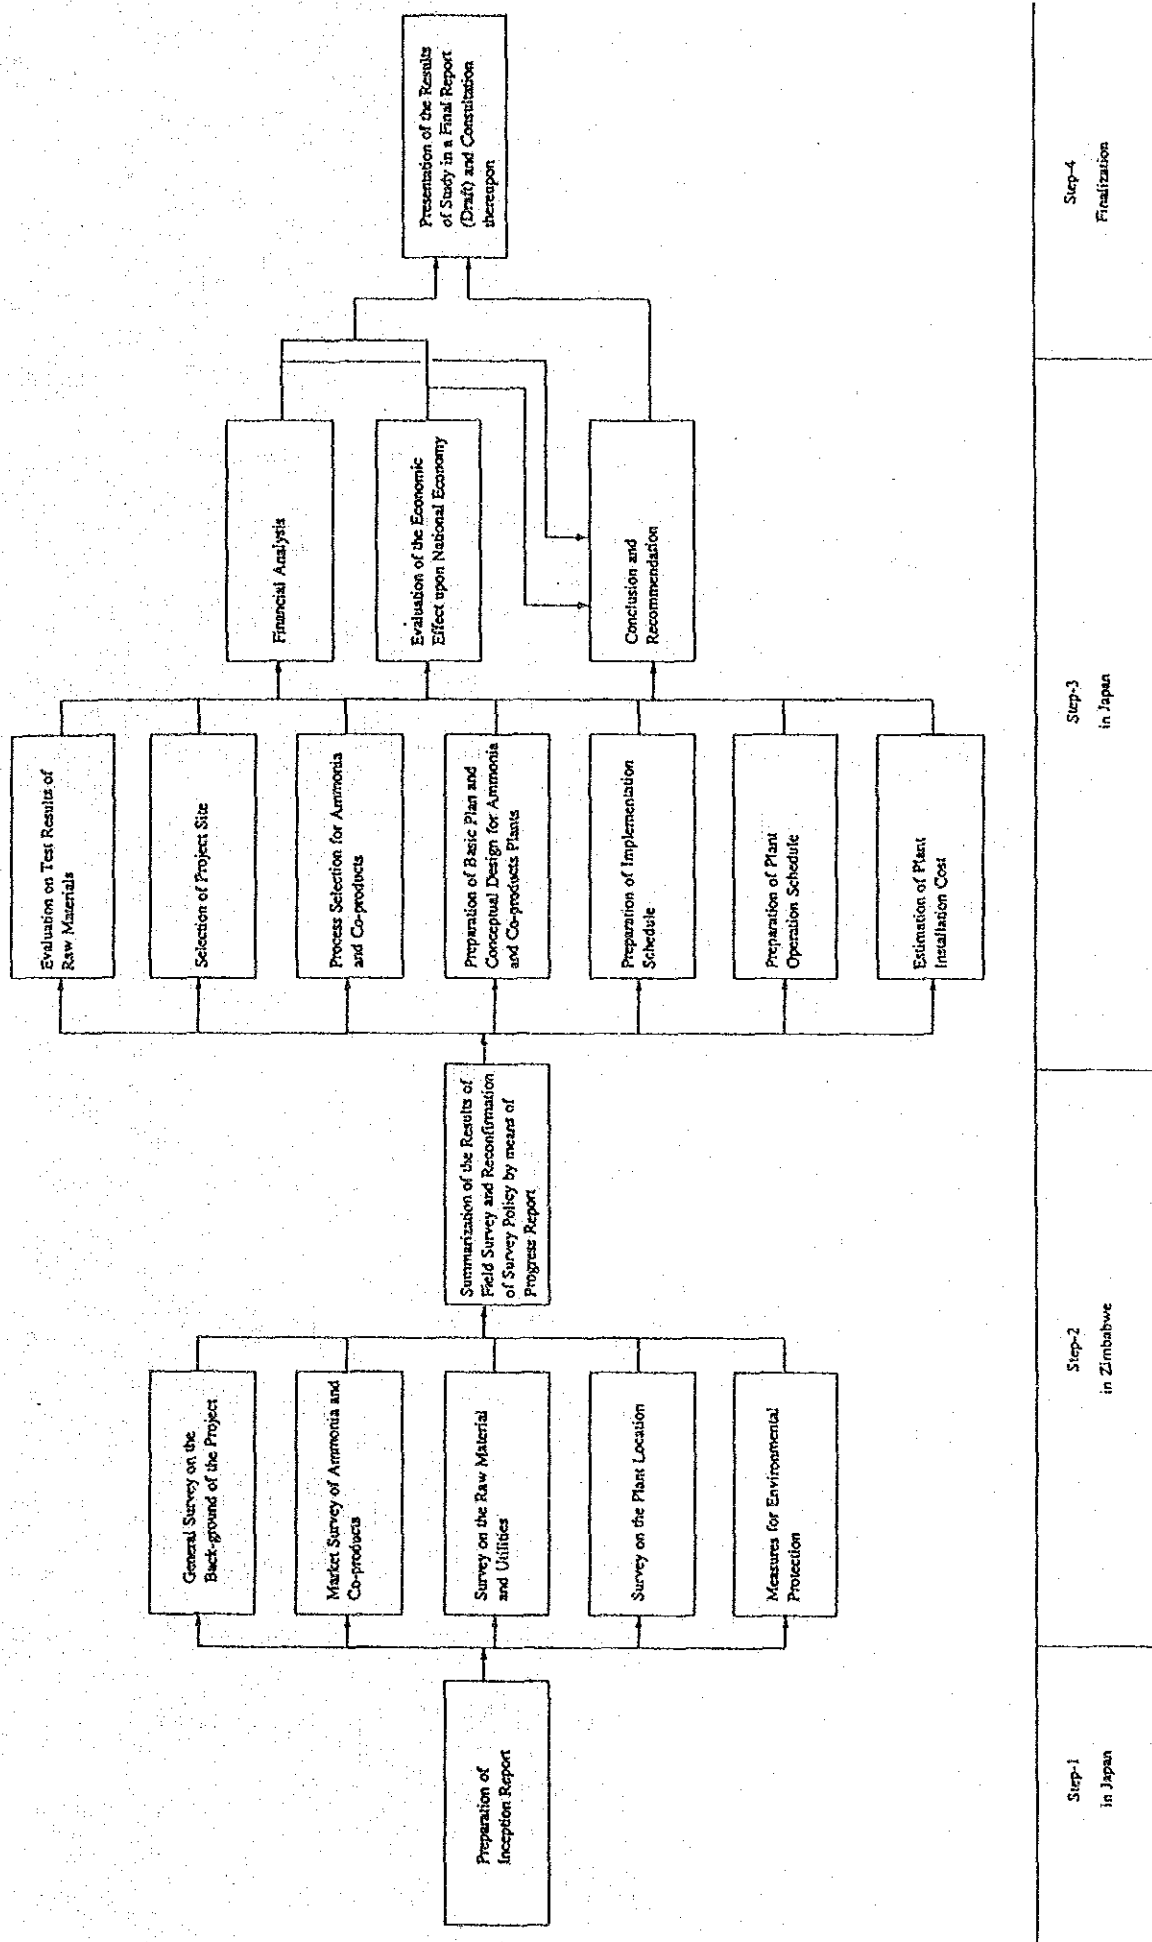 Preparation of
Inception Report
General Survey on the
Back-ground of the Project
Market Survey of Ammonia and
Co-products
Survey on the Raw Material
and Utilities
Survey on the Plant Location
Measures for Environmental
Protection
Summarization of the Results of
Field Survey and Reconfirmation
of Survey Policy by means of
Progress Report
Evaluation on Test Results of
Raw Materials
Selection of Project Site
Process Selection for Ammonia
and Co-products
Preparation of Basic Plan and
Conceptual Design for Ammonia
and Co-products Plants
Preparation of Implementation
Schedule
Preparation of Plant
Operation Schedule
Estimation of Plant
Installation Cost
Financial Analysis
Evaluation of the Economic
Effect upon National Economy
Conclusion and
Recommendation
Presentation of the Results
of Study in a Final Report
(Draft) and Consultation
thereupon
Step-1
in Japan
Step-2
in Zimbabwe
Step-3
in Japan
Step-4
Finalization